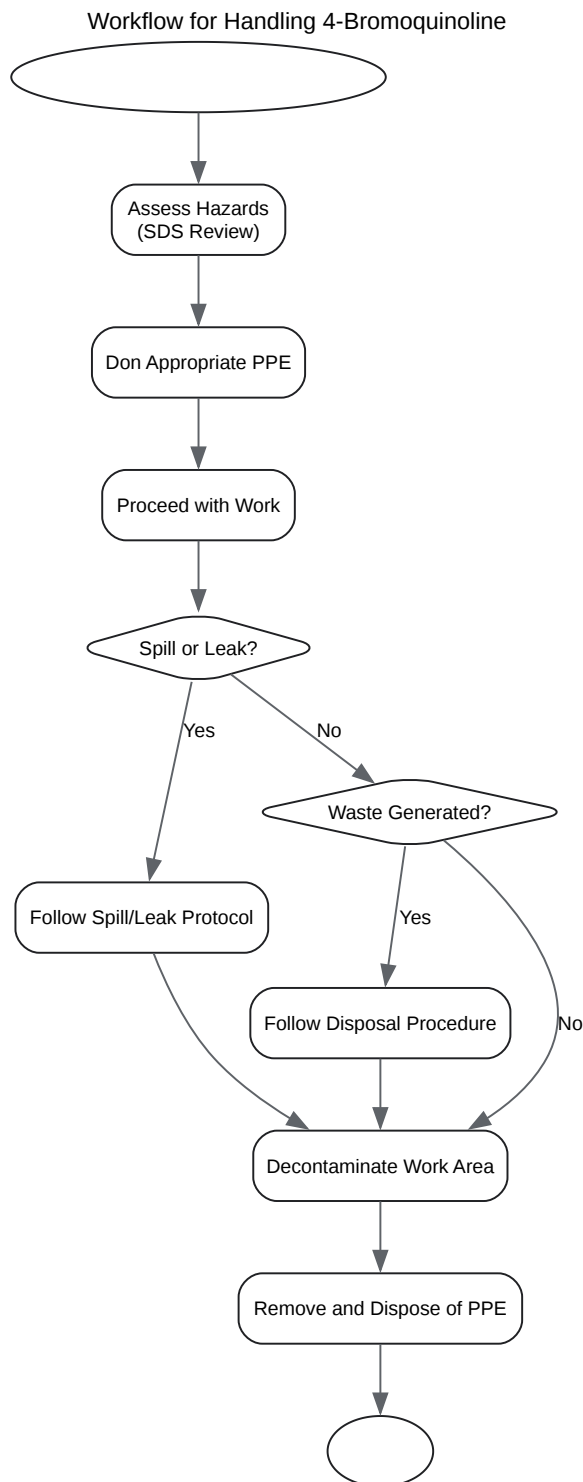 Workflow for Handling 4-Bromoquinoline
Assess Hazards
(SDS Review)
Don Appropriate PPE
Proceed with Work
Spill or Leak?
Yes
No
Waste Generated?
Follow Spill/Leak Protocol
Yes
Follow Disposal Procedure
No
Decontaminate Work Area
Remove and Dispose of PPE